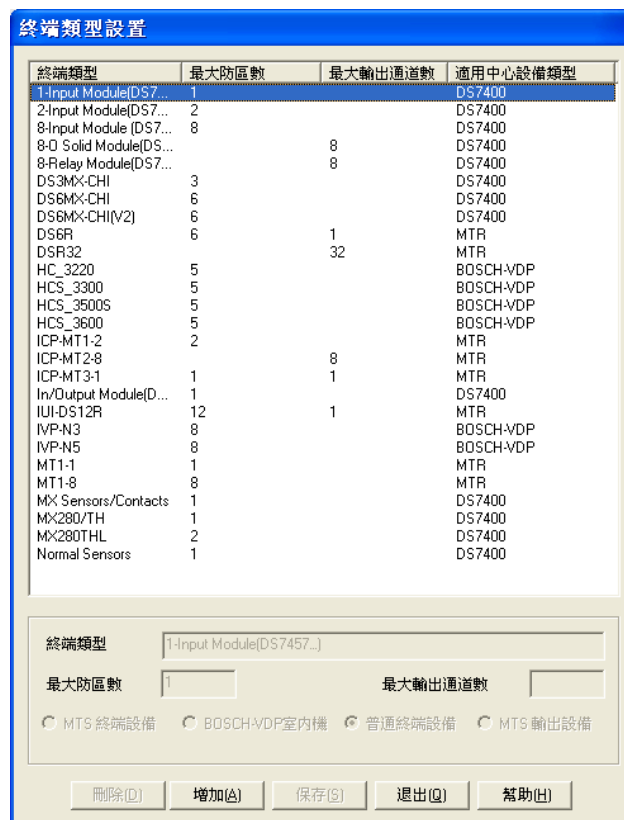 終端類型設置
終端類型 最大防區數 最大輸出通道數 適用中心設備類型
1-Input Module(DS7... 1 DS7400
2-Input Module(DS7... 2 DS7400
8-Input Module (DS7... 8 DS7400
8-O Solid Module(DS... 8 DS7400
8-Relay Module(DS7... 8 DS7400
DS3MX-CHI 3 DS7400
DS6MX-CHI 6 DS7400
DS6MX-CHI(V2) 6 DS7400
DS6R 6 1 MTR
DSR32 32 MTR
HC_3220 5 BOSCH-VDP
HCS_3300 5 BOSCH-VDP
HCS_3500S 5 BOSCH-VDP
HCS_3600 5 BOSCH-VDP
ICP-MT1-2 2 MTR
ICP-MT2-8 8 MTR
ICP-MT3-1 1 1 MTR
In/Output Module(D... 1 DS7400
IUI-DS12R 12 1 MTR
IVP-N3 8 BOSCH-VDP
IVP-N5 8 BOSCH-VDP
MT1-1 1 MTR
MT1-8 8 MTR
MX Sensors/Contacts 1 DS7400
MX280/TH 1 DS7400
MX280THL 2 DS7400
Normal Sensors 1 DS7400
終端類型 1-Input Module(DS7457...)
最大防區數 1 最大輸出通道數
MTS 終端設備 BOSCH-VDP室內機 普通終端設備 MTS 輸出設備
刪除(D) 增加(A) 保存(S) 退出(Q) 幫助(H)